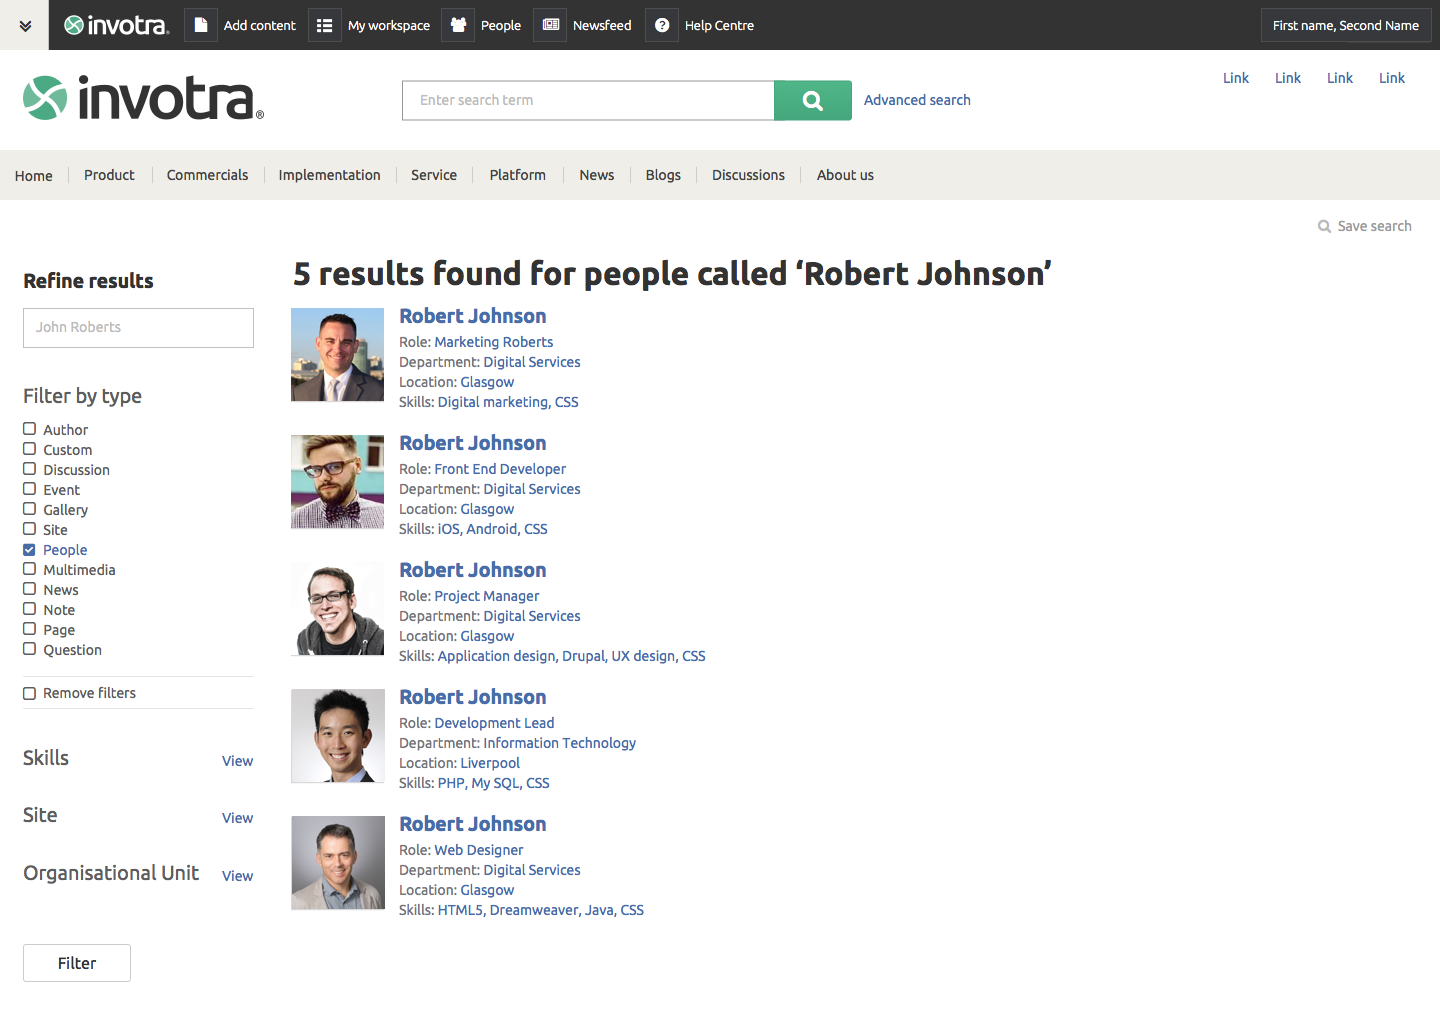 invotra® Add content My workspace People Newsfeed Help Centre First name, Second Name
invotra® Enter search term Advanced search Link Link Link Link
Home Product Commercials Implementation Service Platform News Blogs Discussions About us
Save search
Refine results
John Roberts
Filter by type
Author
Custom
Discussion
Event
Gallery
Site
People
Multimedia
News
Note
Page
Question
Remove filters
Skills View
Site View
Organisational Unit View
Filter
5 results found for people called ‘Robert Johnson’
Robert Johnson
Role: Marketing Roberts
Department: Digital Services
Location: Glasgow
Skills: Digital marketing, CSS
Robert Johnson
Role: Front End Developer
Department: Digital Services
Location: Glasgow
Skills: iOS, Android, CSS
Robert Johnson
Role: Project Manager
Department: Digital Services
Location: Glasgow
Skills: Application design, Drupal, UX design, CSS
Robert Johnson
Role: Development Lead
Department: Information Technology
Location: Liverpool
Skills: PHP, My SQL, CSS
Robert Johnson
Role: Web Designer
Department: Digital Services
Location: Glasgow
Skills: HTML5, Dreamweaver, Java, CSS